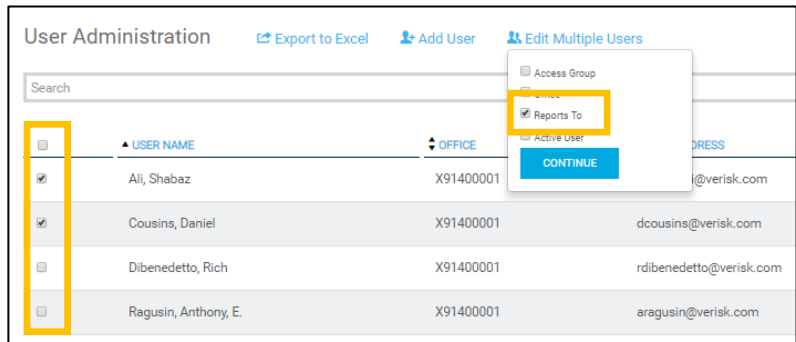 User Administration Export to Excel Add User Edit Multiple Users
Access Group
Search
Reports To
Active User
USER NAME OFFICE DRESS
CONTINUE
Ali, Shabaz X91400001 i@verisk.com
Cousins, Daniel X91400001 dcousins@verisk.com
Dibenedetto, Rich X91400001 rdibenedetto@verisk.com
Ragusin, Anthony, E. X91400001 aragusin@verisk.com